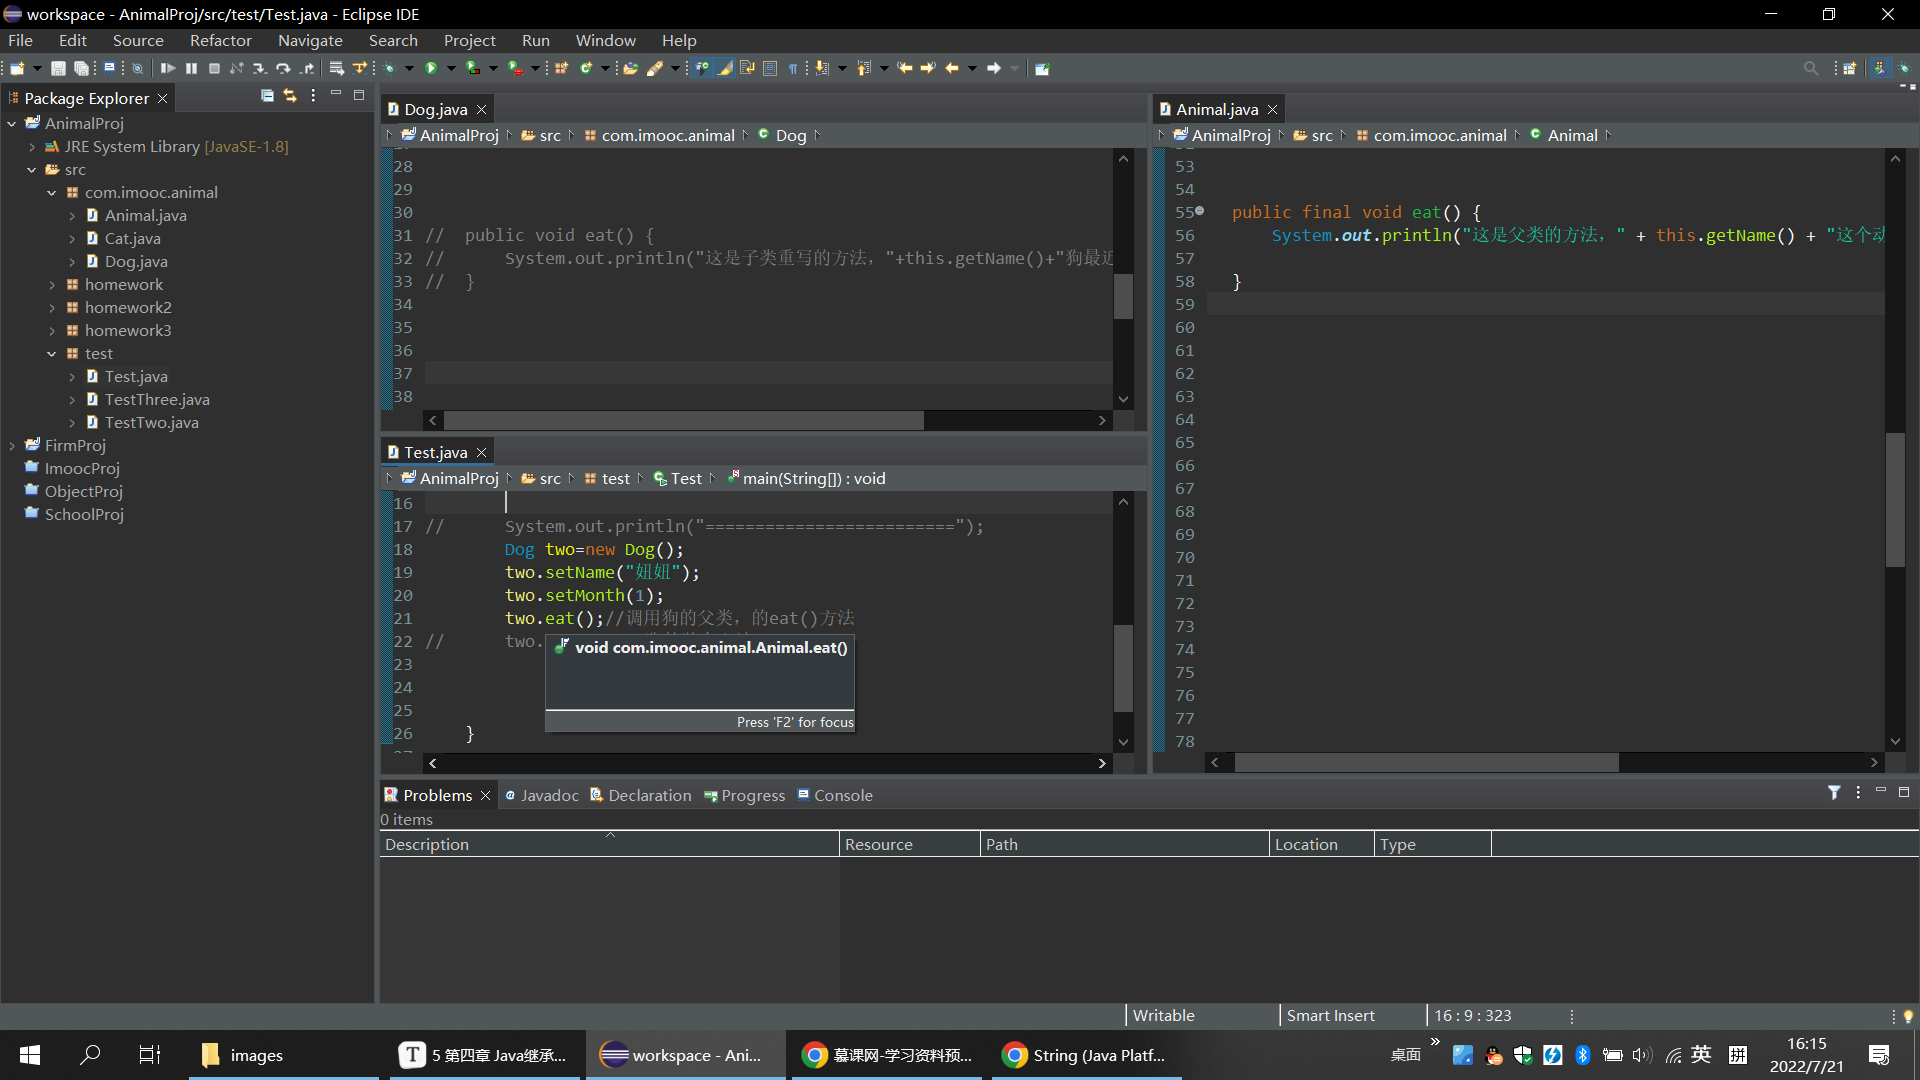 workspace - AnimalProj/src/test/Test.java - Eclipse IDE
File Edit Source Refactor Navigate Search Project Run Window Help
Package Explorer
AnimalProj
JRE System Library [JavaSE-1.8]
src
com.imooc.animal
Animal.java
Cat.java
Dog.java
homework
homework2
homework3
test
Test.java
TestThree.java
TestTwo.java
FirmProj
ImoocProj
ObjectProj
SchoolProj
Dog.java
AnimalProj src com.imooc.animal Dog
28
29
30
31 // public void eat() {
32 // System.out.println("这是子类重写的方法，"+this.getName()+"狗最近
33 // }
34
35
36
37
38
Test.java
AnimalProj src test Test main(String[]) : void
16
17 // System.out.println("=========================");
18 Dog two=new Dog();
19 two.setName("妞妞");
20 two.setMonth(1);
21 two.eat();//调用狗的父类，的eat()方法
22 // two.
void com.imooc.animal.Animal.eat()
Press 'F2' for focus
23
24
25
26 }
Animal.java
AnimalProj src com.imooc.animal Animal
53
54
55 public final void eat() {
56 System.out.println("这是父类的方法，" + this.getName() + "这个动
57
58 }
59
60
61
62
63
64
65
66
67
68
69
70
71
72
73
74
75
76
77
78
Problems @ Javadoc Declaration Progress Console
0 items
Description Resource Path Location Type
Writable Smart Insert 16 : 9 : 323
images
T 5 第四章 Java继承...
workspace - Ani...
慕课网-学习资料预...
String (Java Platf...
桌面 » 英 拼
16:15
2022/7/21